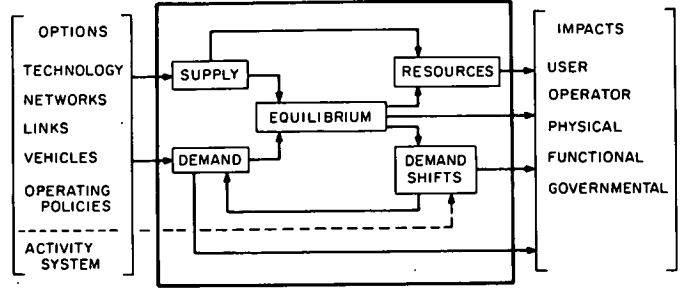 OPTIONS
TECHNOLOGY
NETWORKS
LINKS
VEHICLES
OPERATING
POLICIES
ACTIVITY
SYSTEM
SUPPLY
DEMAND
EQUILIBRIUM
RESOURCES
DEMAND
SHIFTS
IMPACTS
USER
OPERATOR
PHYSICAL
FUNCTIONAL
GOVERNMENTAL